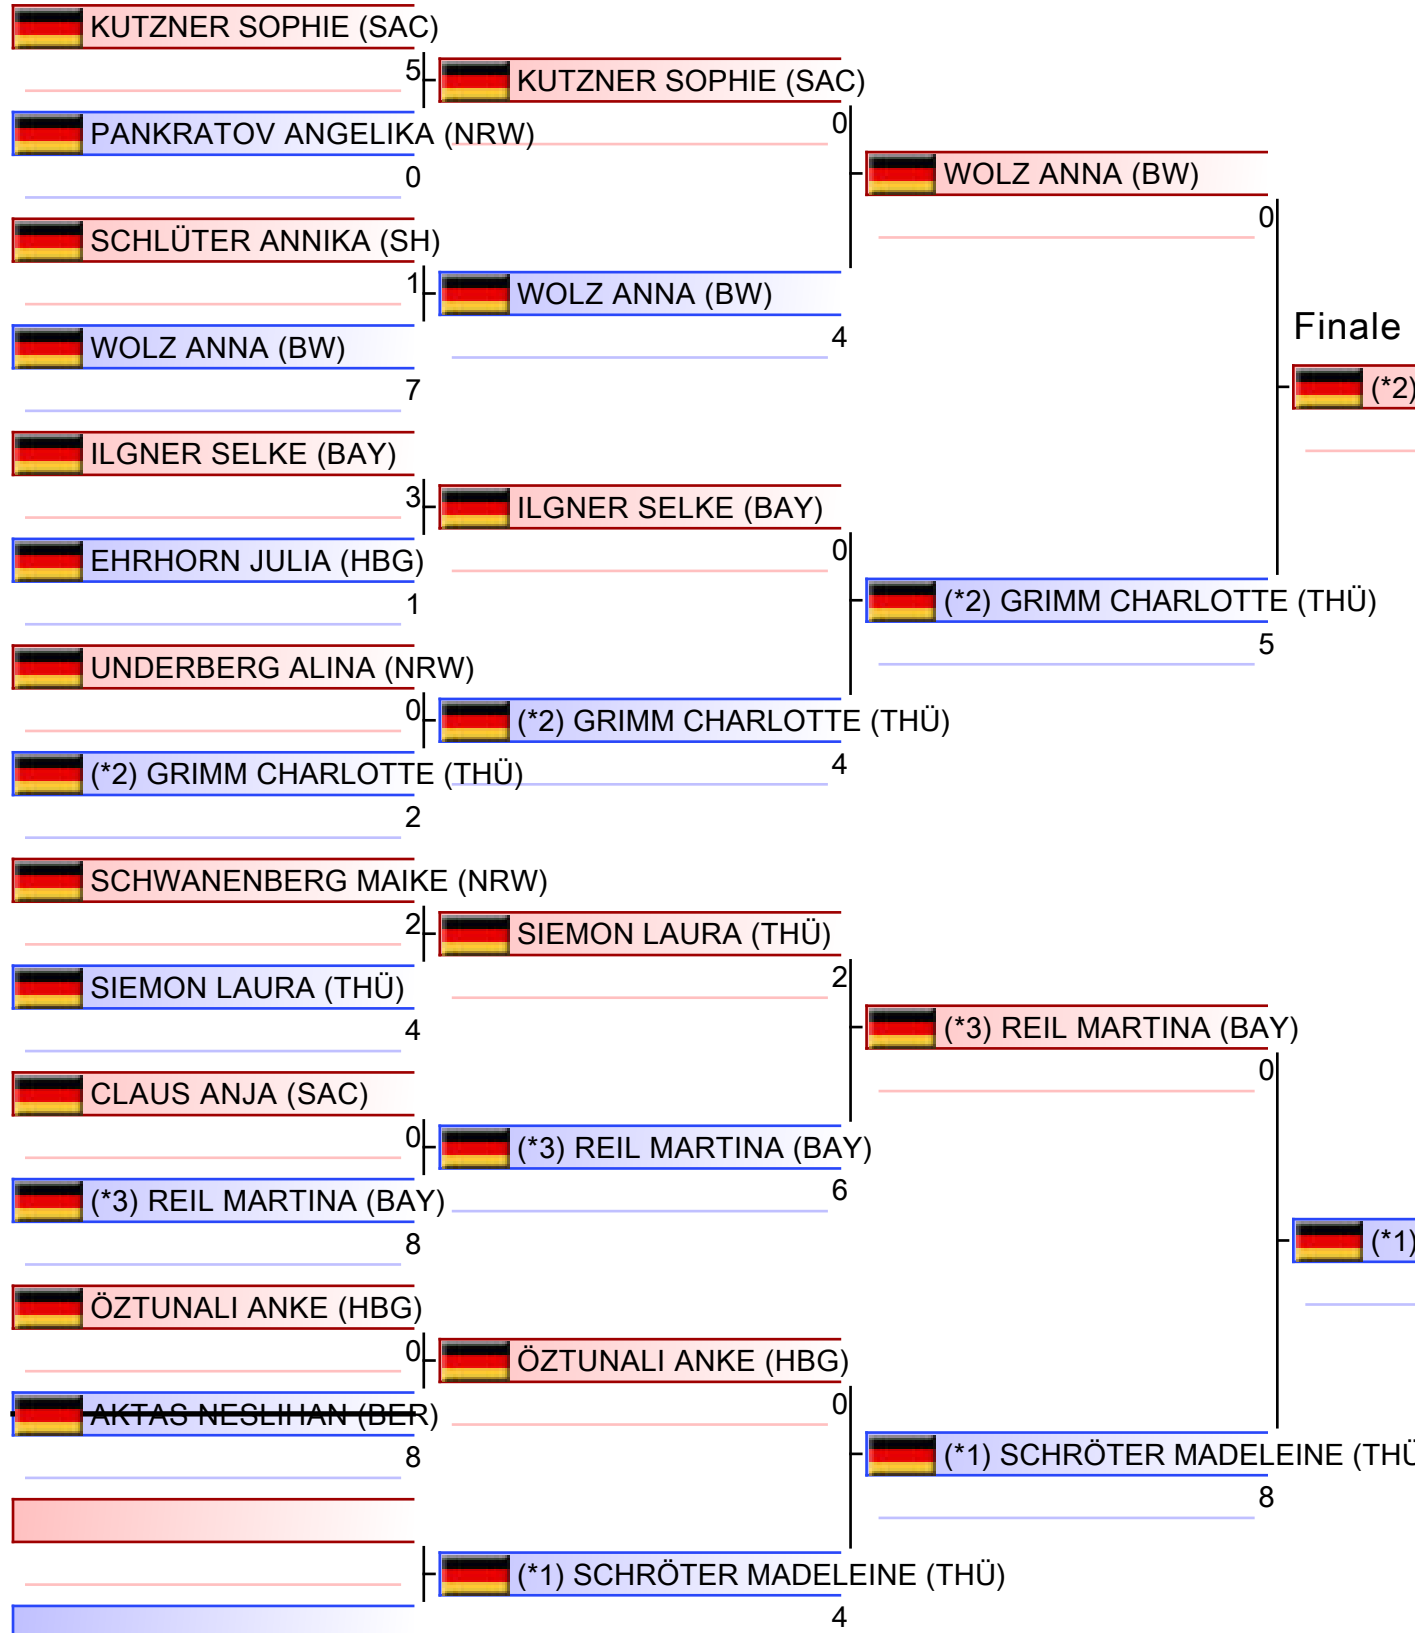 KUTZNER SOPHIE (SAC)
5
PANKRATOV ANGELIKA (NRW)
0
SCHLÜTER ANNIKA (SH)
1
WOLZ ANNA (BW)
7
ILGNER SELKE (BAY)
3
EHRHORN JULIA (HBG)
1
UNDERBERG ALINA (NRW)
0
(*2) GRIMM CHARLOTTE (THÜ)
2
SCHWANENBERG MAIKE (NRW)
2
SIEMON LAURA (THÜ)
4
CLAUS ANJA (SAC)
0
(*3) REIL MARTINA (BAY)
8
ÖZTUNALI ANKE (HBG)
0
AKTAS NESLIHAN (BER)
8
KUTZNER SOPHIE (SAC)
0
WOLZ ANNA (BW)
4
ILGNER SELKE (BAY)
0
(*2) GRIMM CHARLOTTE (THÜ)
4
SIEMON LAURA (THÜ)
2
(*3) REIL MARTINA (BAY)
6
ÖZTUNALI ANKE (HBG)
0
(*1) SCHRÖTER MADELEINE (THÜ)
4
WOLZ ANNA (BW)
0
(*2) GRIMM CHARLOTTE (THÜ)
5
(*3) REIL MARTINA (BAY)
0
(*1) SCHRÖTER MADELEINE (THÜ
8
Finale
(*2)
(*1)